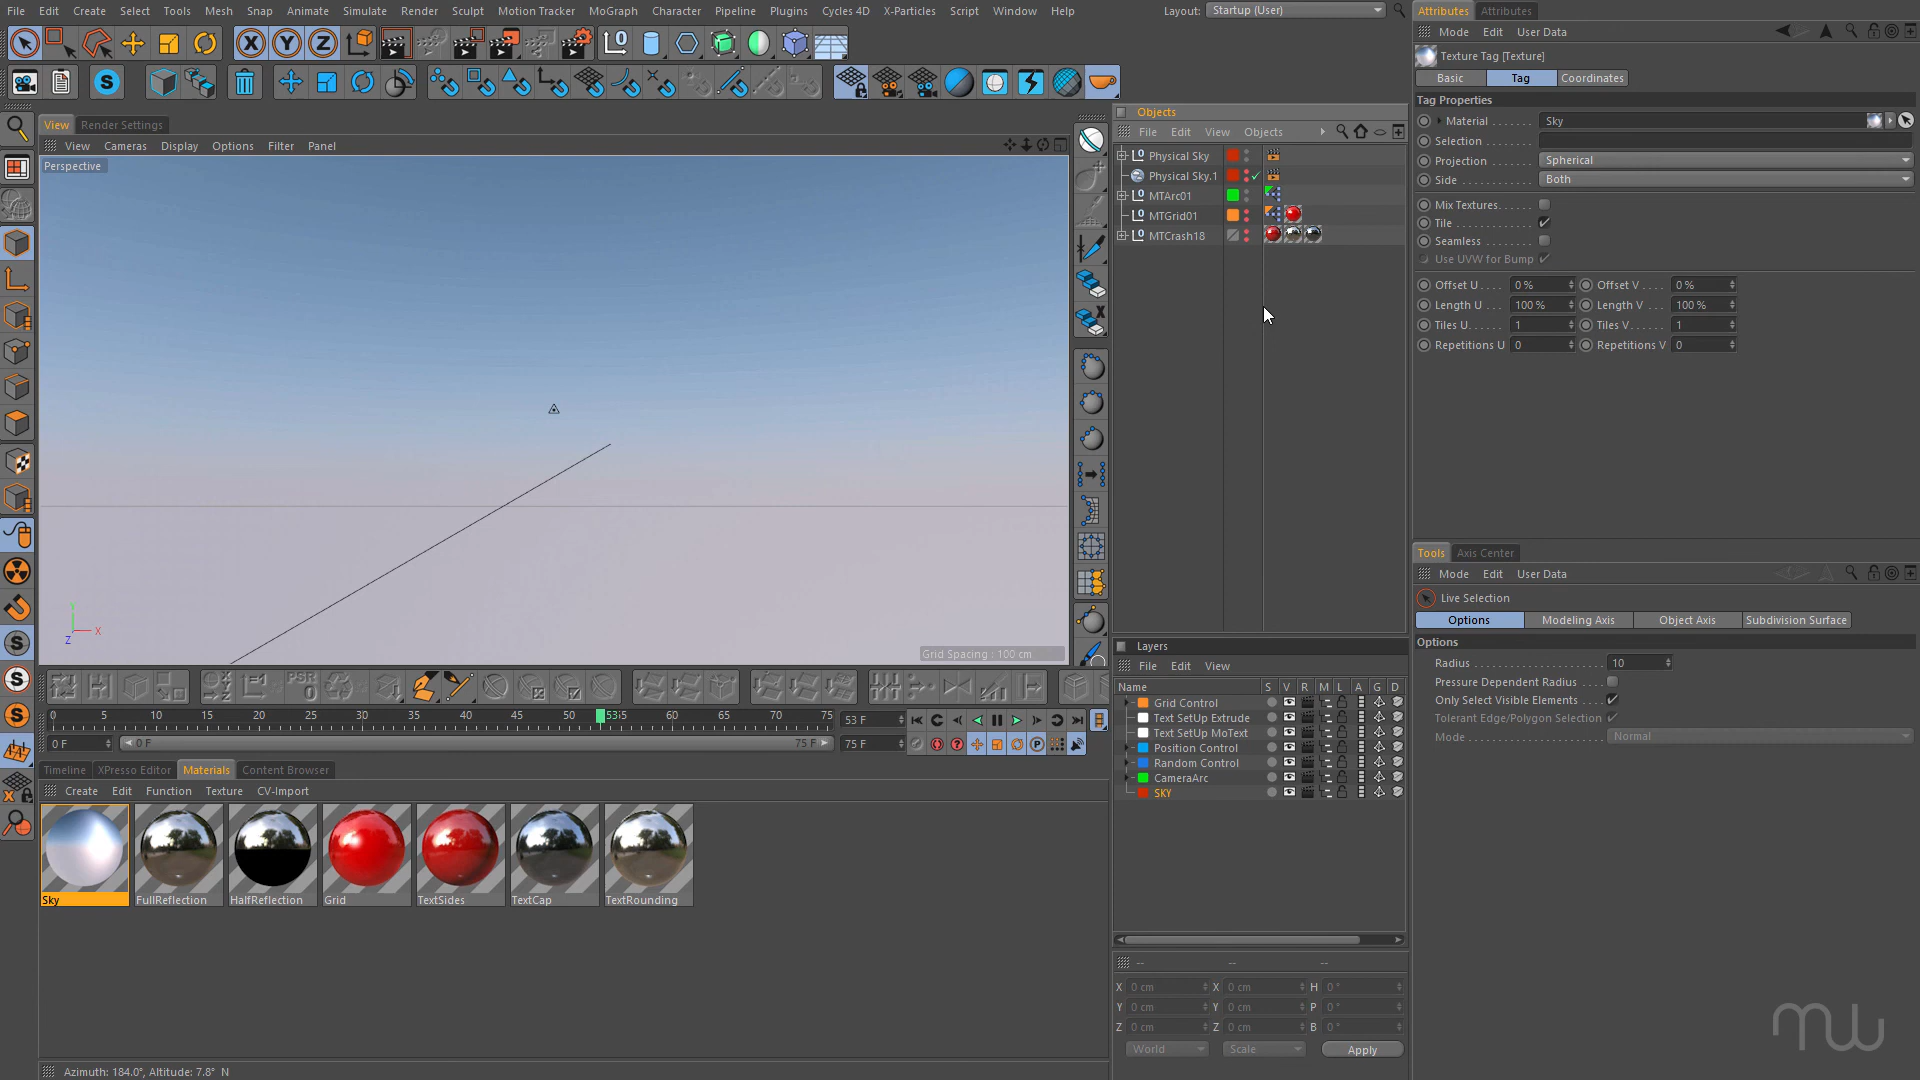 File Edit Create Select Tools Mesh Snap Animate Simulate Render Sculpt Motion Tracker MoGraph Character Pipeline Plugins Cycles 4D X-Particles Script Window Help
Layout: Startup (User)
Attributes Attributes
Mode Edit User Data
Texture Tag [Texture]
Basic Tag Coordinates
Tag Properties
Material Sky
Selection
Projection Spherical
Side Both
Mix Textures
Tile
Seamless
Use UVW for Bump
Offset U 0 % Offset V 0 %
Length U 100 % Length V 100 %
Tiles U 1 Tiles V 1
Repetitions U 0 Repetitions V 0
Objects
File Edit View Objects
Physical Sky
Physical Sky.1
MTArc01
MTGrid01
MTCrash18
View Render Settings
View Cameras Display Options Filter Panel
Perspective
Y
X
Z
Grid Spacing : 100 cm
Tools Axis Center
Mode Edit User Data
Live Selection
Options Modeling Axis Object Axis Subdivision Surface
Options
Radius 10
Pressure Dependent Radius
Only Select Visible Elements
Tolerant Edge/Polygon Selection
Mode Normal
Layers
File Edit View
Name S V R M L A G D
Grid Control
Text SetUp Extrude
Text SetUp MoText
Position Control
Random Control
CameraArc
SKY
PSR
0
0 5 10 15 20 25 30 35 40 45 50 53 60 65 70 75
53 F
0 F 0 F 75 F 75 F
Timeline XPresso Editor Materials Content Browser
Create Edit Function Texture CV-Import
Sky FullReflection HalfReflection Grid TextSides TextCap TextRounding
-- -- --
X 0 cm X 0 cm H 0 °
Y 0 cm Y 0 cm P 0 °
Z 0 cm Z 0 cm B 0 °
World Scale Apply
Azimuth: 184.0°, Altitude: 7.8° N
mw